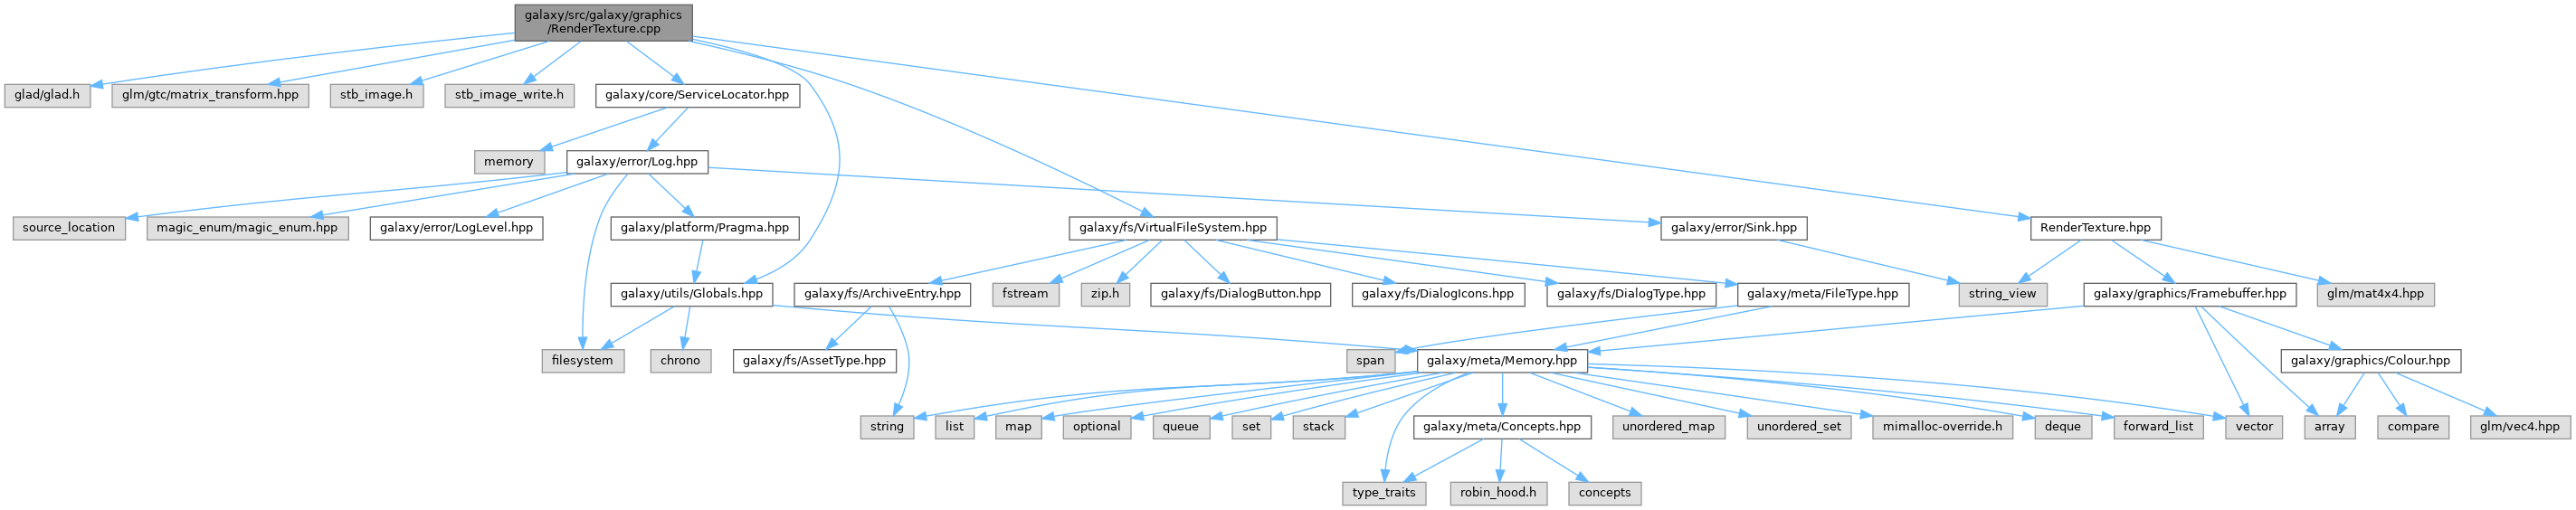 galaxy/src/galaxy/graphics
/RenderTexture.cpp
glad/glad.h
glm/gtc/matrix_transform.hpp
stb_image.h
stb_image_write.h
galaxy/core/ServiceLocator.hpp
memory
galaxy/error/Log.hpp
source_location
magic_enum/magic_enum.hpp
galaxy/error/LogLevel.hpp
galaxy/platform/Pragma.hpp
galaxy/fs/VirtualFileSystem.hpp
galaxy/error/Sink.hpp
RenderTexture.hpp
galaxy/utils/Globals.hpp
galaxy/fs/ArchiveEntry.hpp
fstream
zip.h
galaxy/fs/DialogButton.hpp
galaxy/fs/DialogIcons.hpp
galaxy/fs/DialogType.hpp
galaxy/meta/FileType.hpp
string_view
galaxy/graphics/Framebuffer.hpp
glm/mat4x4.hpp
filesystem
chrono
galaxy/fs/AssetType.hpp
span
galaxy/meta/Memory.hpp
galaxy/graphics/Colour.hpp
string
list
map
optional
queue
set
stack
galaxy/meta/Concepts.hpp
unordered_map
unordered_set
mimalloc-override.h
deque
forward_list
vector
array
compare
glm/vec4.hpp
type_traits
robin_hood.h
concepts